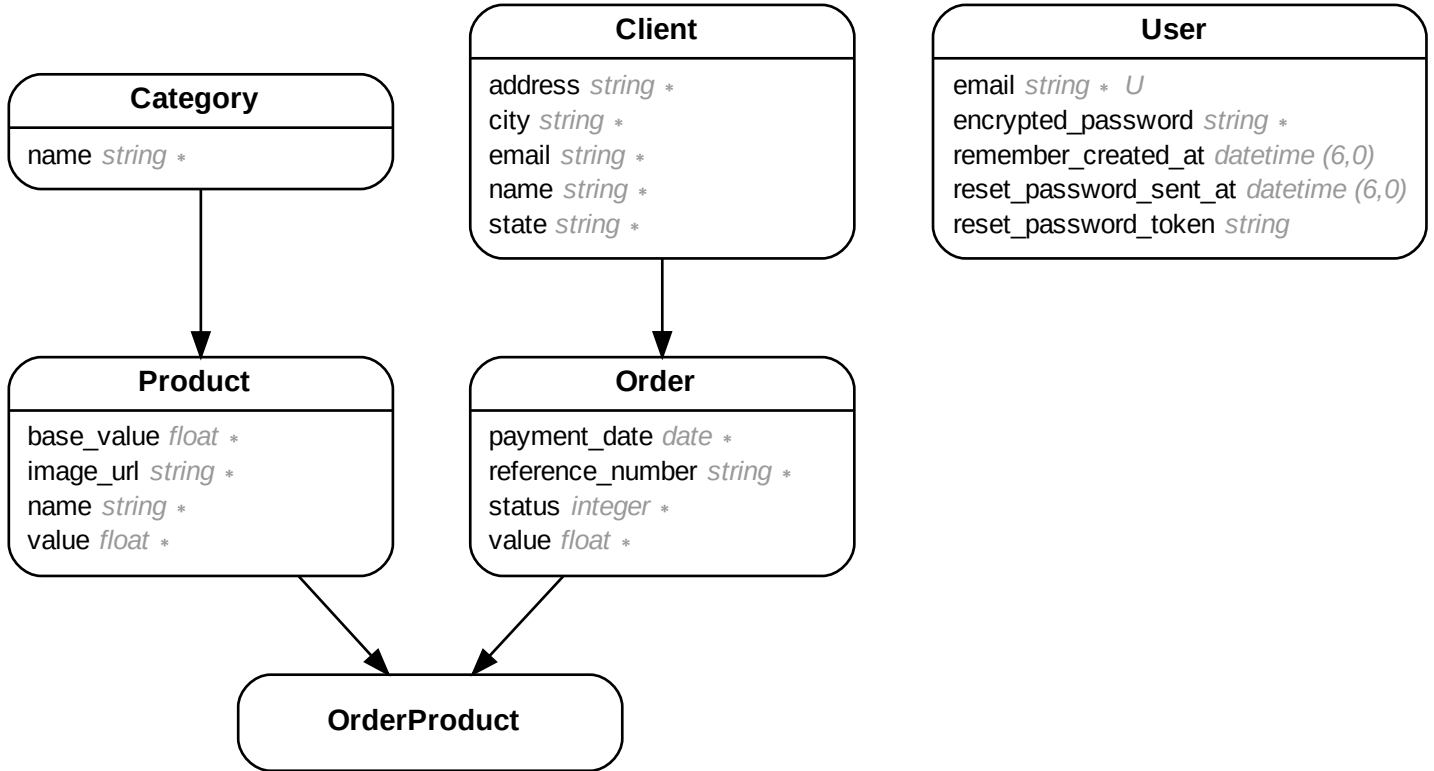 Category
name string *
Client
address string *
city string *
email string *
name string *
state string *
User
email string * U
encrypted_password string *
remember_created_at datetime (6,0)
reset_password_sent_at datetime (6,0)
reset_password_token string
Product
base_value float *
image_url string *
name string *
value float *
Order
payment_date date *
reference_number string *
status integer *
value float *
OrderProduct